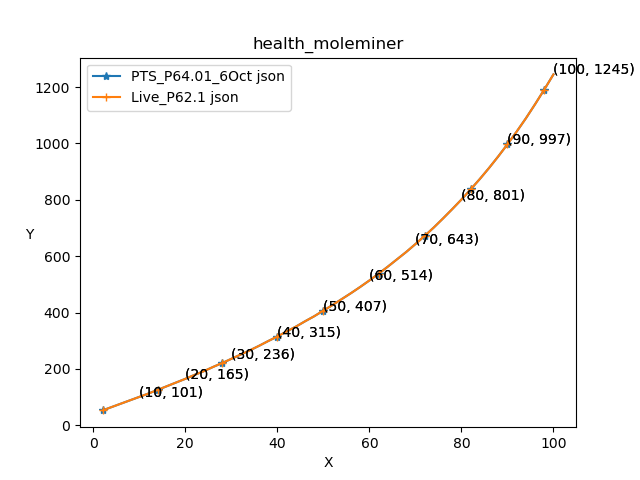 health_moleminer
PTS_P64.01_6Oct json
Live_P62.1 json
(100, 1245)
(90, 997)
(80, 801)
(70, 643)
(60, 514)
(50, 407)
(40, 315)
(30, 236)
(20, 165)
(10, 101)
Y
1200
1000
800
600
400
200
0
0 20 40 60 80 100
X